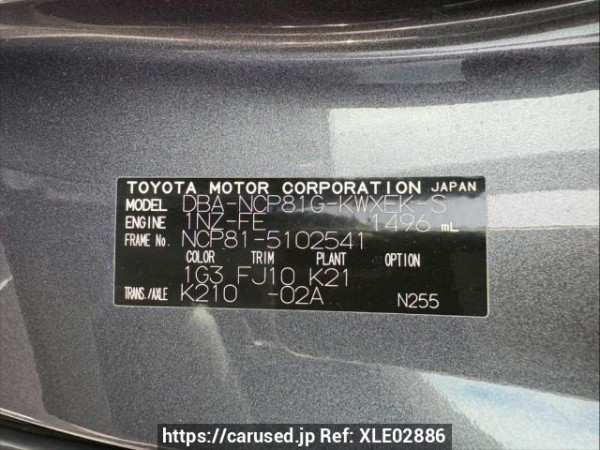 TOYOTA MOTOR CORPORATION JAPAN
MODEL DBA-NCP81G-KWXEK-S
ENGINE 1NZ-FE 1496 mL
FRAME No. NCP81-5102541
COLOR TRIM PLANT OPTION
1G3 FJ10 K21
TRANS./AXLE K210 -02A N255
https://carused.jp Ref: XLE02886